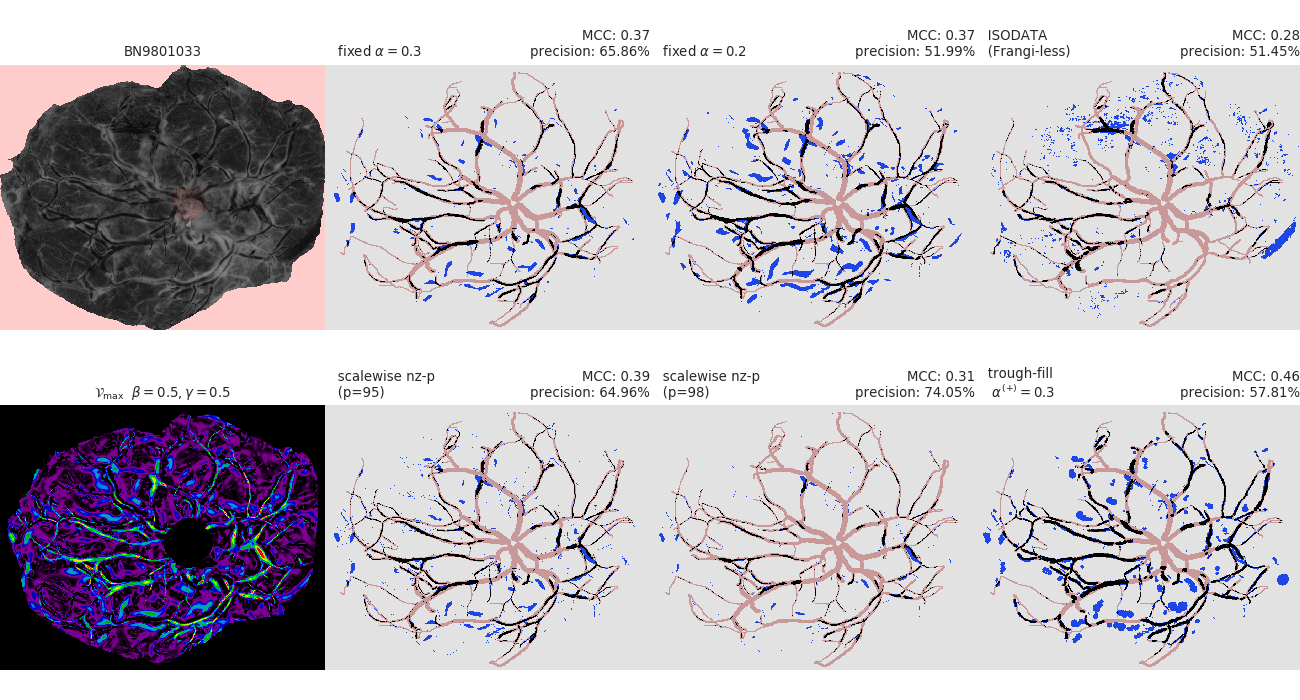 BN9801033
fixed α = 0.3
MCC: 0.37
precision: 65.86%
fixed α = 0.2
MCC: 0.37
precision: 51.99%
ISODATA
(Frangi-less)
MCC: 0.28
precision: 51.45%
𝒱max β = 0.5, γ = 0.5
scalewise nz-p
(p=95)
MCC: 0.39
precision: 64.96%
scalewise nz-p
(p=98)
MCC: 0.31
precision: 74.05%
trough-fill
α(+) = 0.3
MCC: 0.46
precision: 57.81%